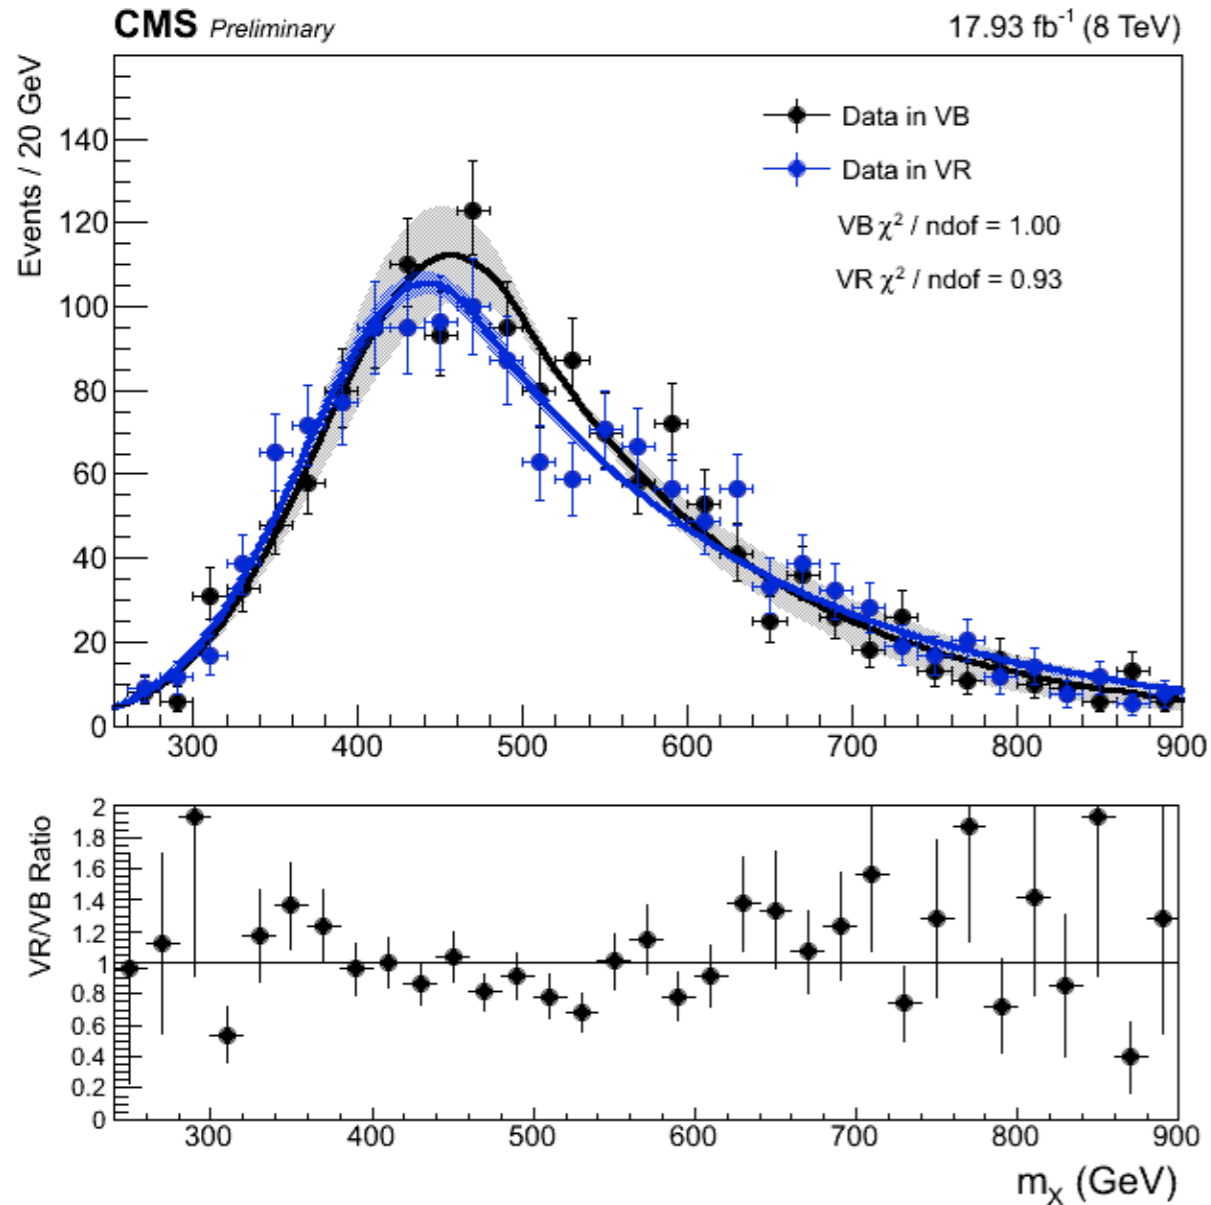 CMS Preliminary
17.93 fb⁻¹ (8 TeV)
Events / 20 GeV
140
120
100
80
60
40
20
0
Data in VB
Data in VR
VB χ² / ndof = 1.00
VR χ² / ndof = 0.93
300 400 500 600 700 800 900
VR/VB Ratio
2
1.8
1.6
1.4
1.2
1
0.8
0.6
0.4
0.2
0
300 400 500 600 700 800 900
m_X (GeV)